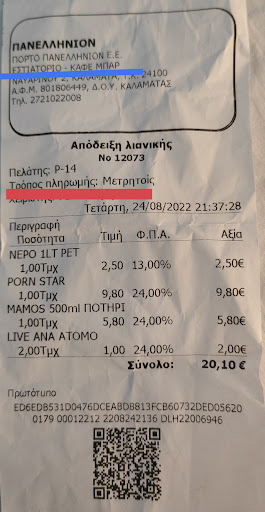 ΠΑΝΕΛΛΗΝΙΟΝ
ΠΟΡΤΟ ΠΑΝΕΛΛΗΝΙΟΝ Ε.Ε.
ΕΣΤΙΑΤΟΡΙΟ - ΚΑΦΕ ΜΠΑΡ
ΝΑΥΑΡΙΝΟΥ 2, ΚΑΛΑΜΑΤΑ, Τ.Κ. 24100
Α.Φ.Μ. 801806449, Δ.Ο.Υ. ΚΑΛΑΜΑΤΑΣ
Τηλ. 2721022008
Απόδειξη λιανικής
No 12073
Πελάτης: P-14
Τρόπος πληρωμής: Μετρητοίς
Τετάρτη, 24/08/2022 21:37:28
Περιγραφή
Ποσότητα Τιμή Φ.Π.Α. Αξία
ΝΕΡΟ 1LT PET
1,00Τμχ 2,50 13,00% 2,50€
PORN STAR
1,00Τμχ 9,80 24,00% 9,80€
MAMOS 500ml ΠΟΤΗΡΙ
1,00Τμχ 5,80 24,00% 5,80€
LIVE ΑΝΑ ΑΤΟΜΟ
2,00Τμχ 1,00 24,00% 2,00€
Σύνολο: 20,10 €
Πρωτότυπο
ED6EDB531D0476DCEABD8813FCB60732DED05620
0179 00012212 2208242136 DLH22006946